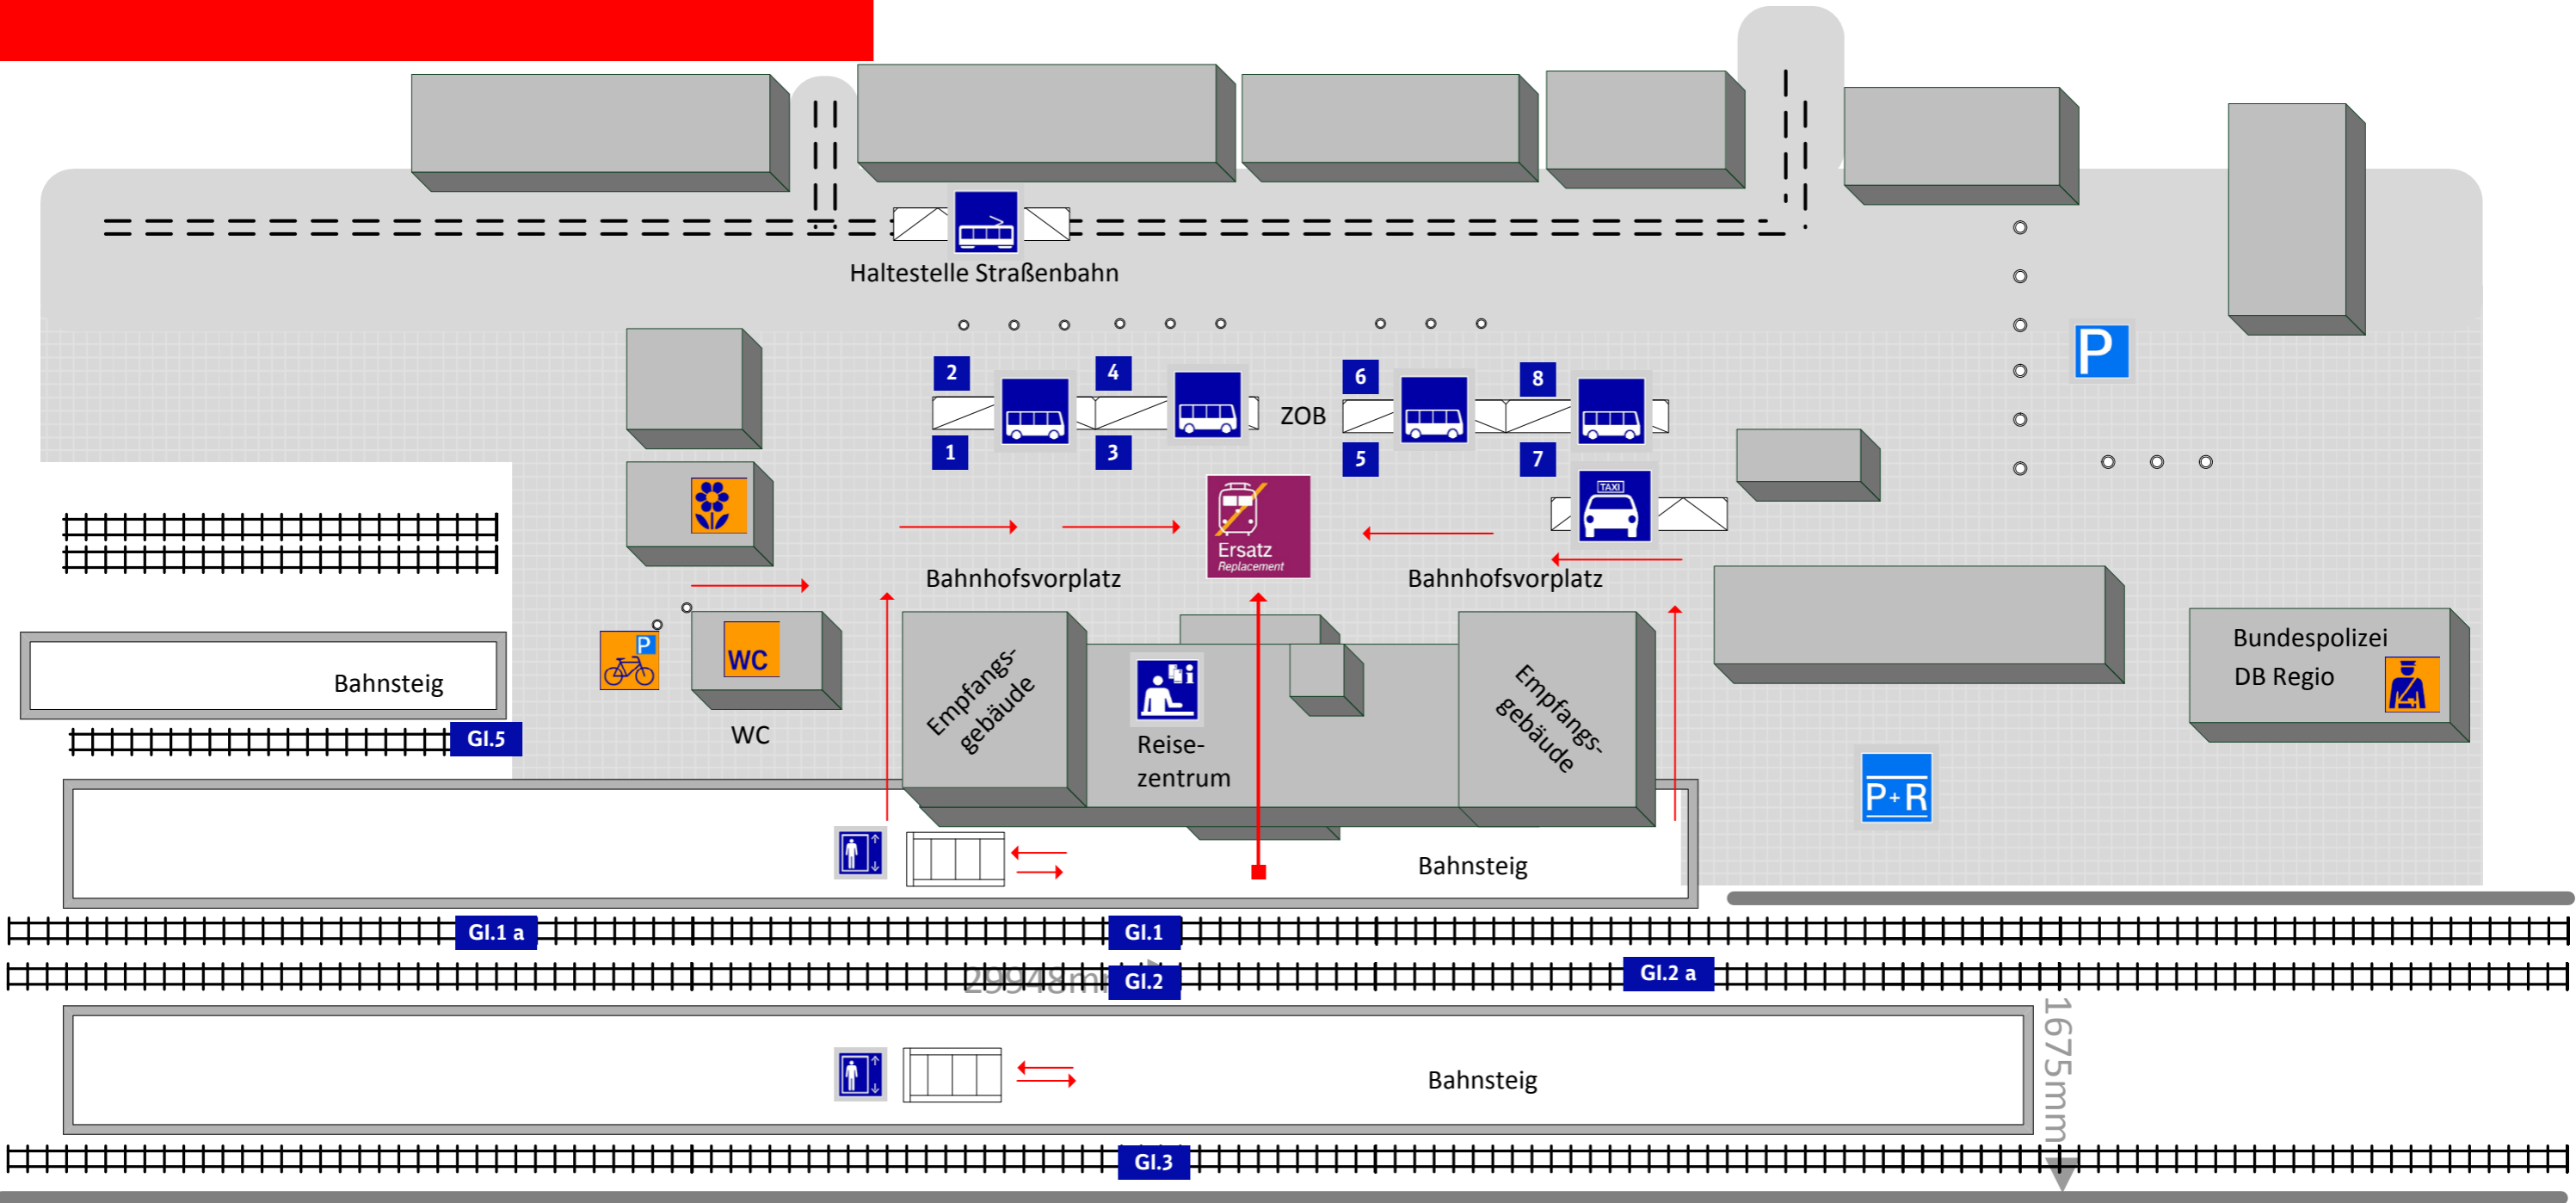 Haltestelle Straßenbahn
P
2
4
6
8
ZOB
1
3
5
7
TAXI
Ersatz
Replacement
Bahnhofsvorplatz
Bahnhofsvorplatz
P
WC
WC
Bahnsteig
Gl.5
Empfangs-
gebäude
i
Reise-
zentrum
Empfangs-
gebäude
Bundespolizei
DB Regio
P+R
Bahnsteig
Gl.1 a
Gl.1
Gl.2
Gl.2 a
Bahnsteig
1675mm
Gl.3